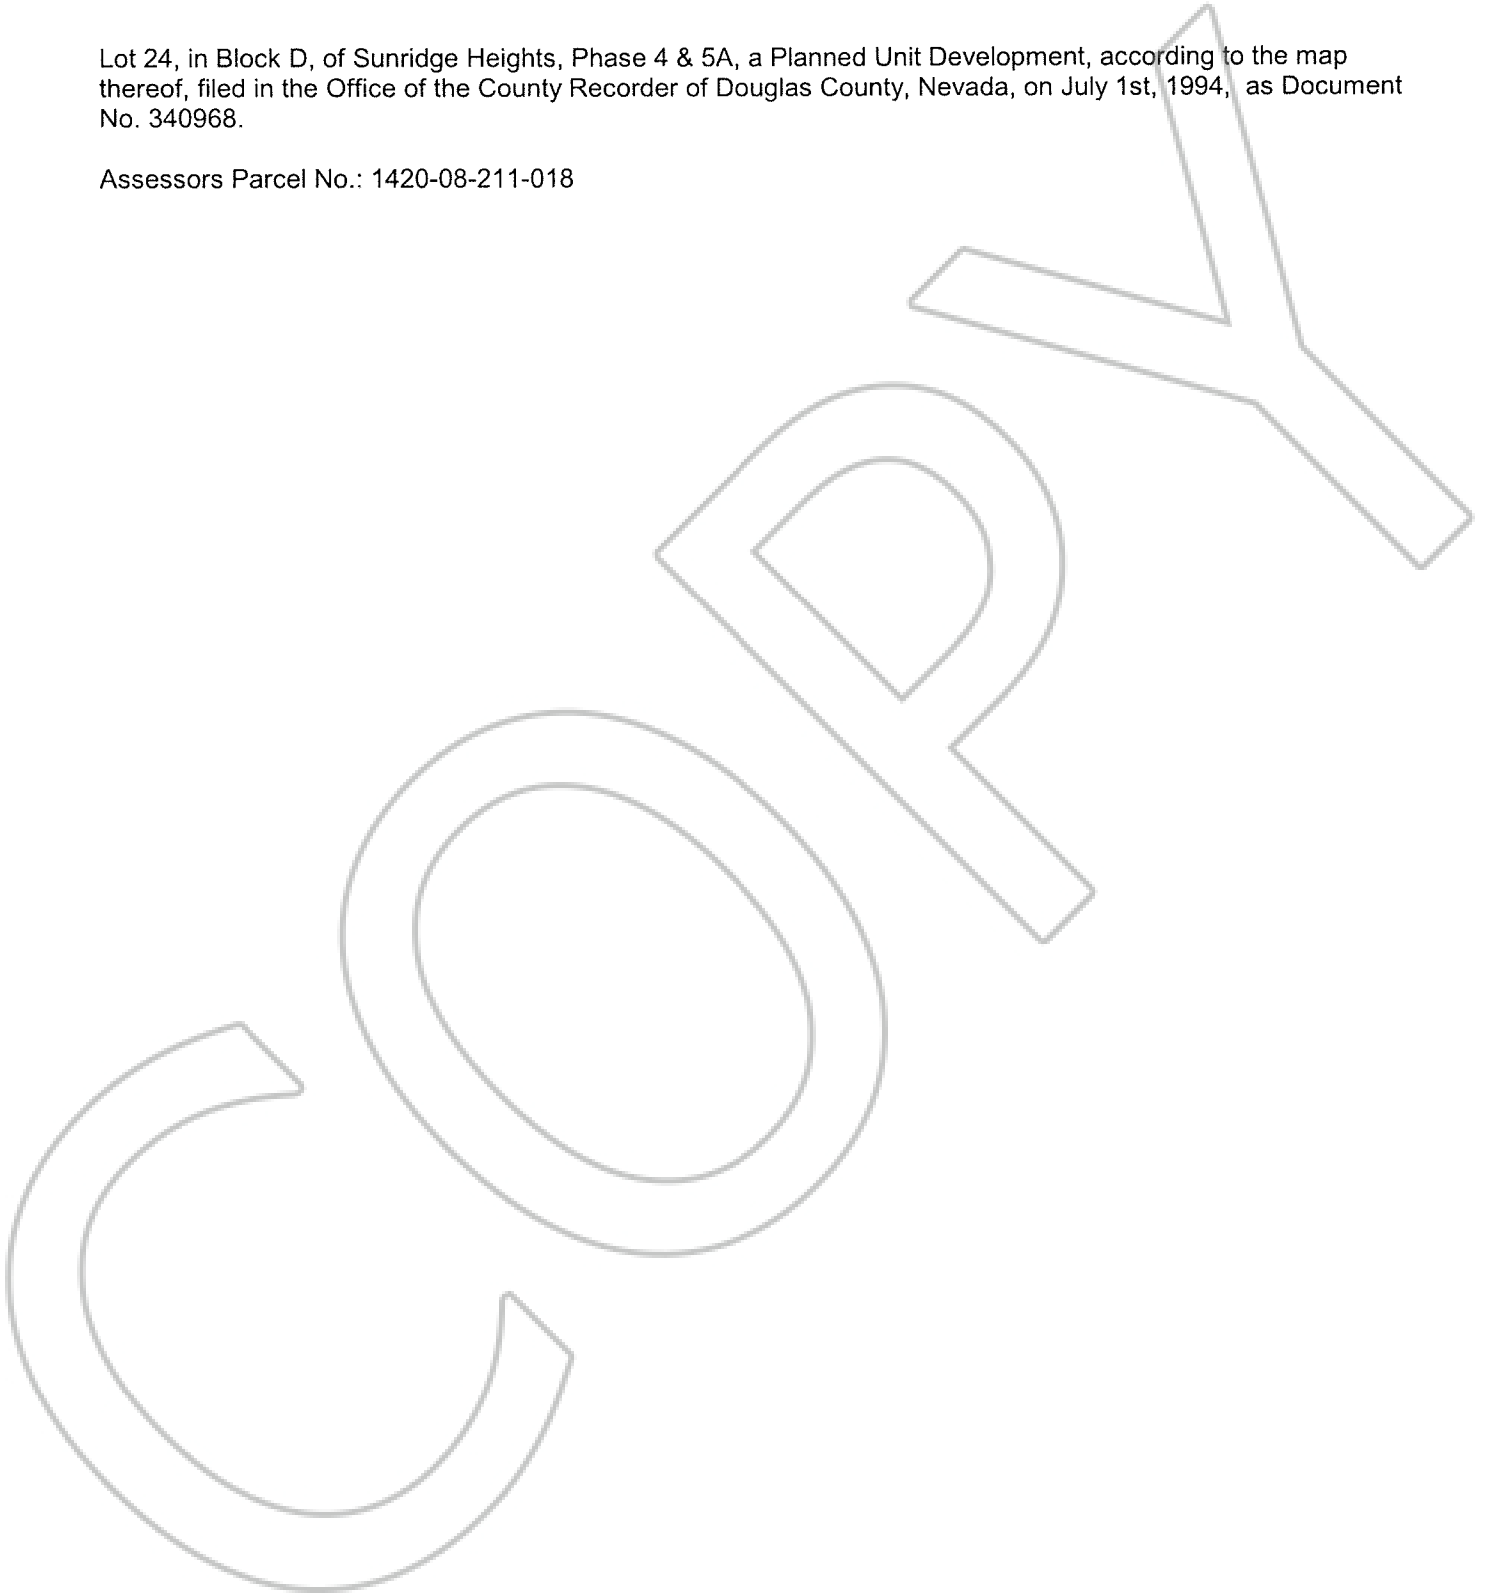 Lot 24, in Block D, of Sunridge Heights, Phase 4 & 5A, a Planned Unit Development, according to the map
thereof, filed in the Office of the County Recorder of Douglas County, Nevada, on July 1st, 1994, as Document
No. 340968.
Assessors Parcel No.: 1420-08-211-018
COPY